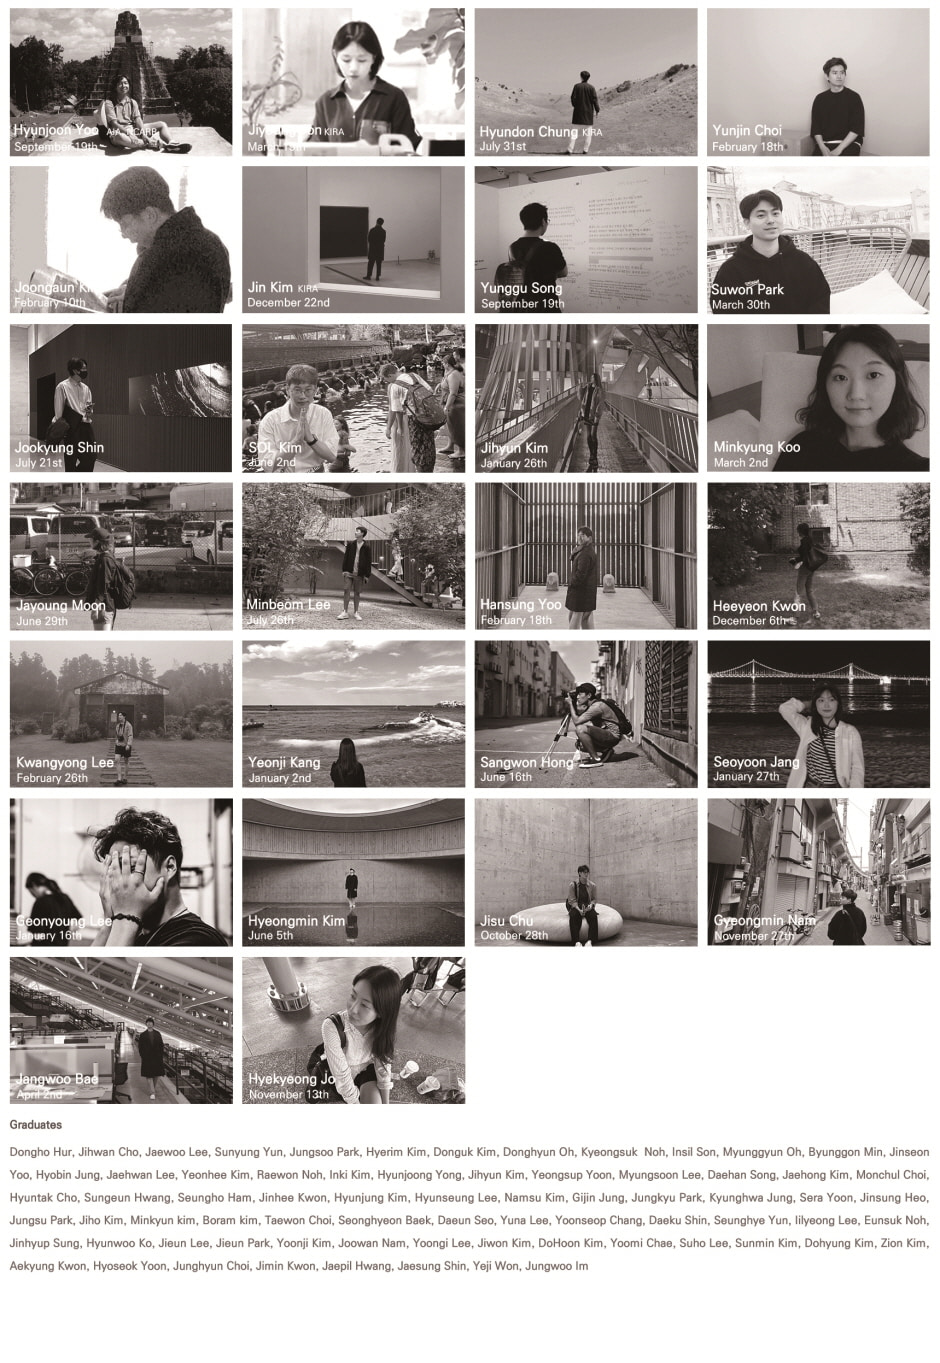 Hyunjoon Yoo AIA, NCARB
September 19th
KIRA
March 15th
Hyundon Chung KIRA
July 31st
Yunjin Choi
February 18th
Joongaun
February 10th
Jin Kim KIRA
December 22nd
Yunggu Song
September 19th
Suwon Park
March 30th
Jookyung Shin
July 21st
SOL Kim
June 2nd
Jihyun Kim
January 26th
Minkyung Koo
March 2nd
Jayoung Moon
June 29th
Minbeom Lee
July 26th
Hansung Yoo
February 18th
Heeyeon Kwon
December 6th
Kwangyong Lee
February 26th
Yeonji Kang
January 2nd
Sangwon Hong
June 16th
Seoyoon Jang
January 27th
Geonyoung Lee
January 16th
Hyeongmin Kim
June 5th
Jisu Chu
October 28th
Gyeongmin Nam
November 27th
Jangwoo Bae
April 2nd
Hyekyeong Jo
November 13th
Graduates
Dongho Hur, Jihwan Cho, Jaewoo Lee, Sunyung Yun, Jungsoo Park, Hyerim Kim, Donguk Kim, Donghyun Oh, Kyeongsuk Noh, Insil Son, Myunggyun Oh, Byunggon Min, Jinseon
Yoo, Hyobin Jung, Jaehwan Lee, Yeonhee Kim, Raewon Noh, Inki Kim, Hyunjoong Yong, Jihyun Kim, Yeongsup Yoon, Myungsoon Lee, Daehan Song, Jaehong Kim, Monchul Choi,
Hyuntak Cho, Sungeun Hwang, Seungho Ham, Jinhee Kwon, Hyunjung Kim, Hyunseung Lee, Namsu Kim, Gijin Jung, Jungkyu Park, Kyunghwa Jung, Sera Yoon, Jinsung Heo,
Jungsu Park, Jiho Kim, Minkyun kim, Boram kim, Taewon Choi, Seonghyeon Baek, Daeun Seo, Yuna Lee, Yoonseop Chang, Daeku Shin, Seunghye Yun, Iilyeong Lee, Eunsuk Noh,
Jinhyup Sung, Hyunwoo Ko, Jieun Lee, Jieun Park, Yoonji Kim, Joowan Nam, Yoongi Lee, Jiwon Kim, DoHoon Kim, Yoomi Chae, Suho Lee, Sunmin Kim, Dohyung Kim, Zion Kim,
Aekyung Kwon, Hyoseok Yoon, Junghyun Choi, Jimin Kwon, Jaepil Hwang, Jaesung Shin, Yeji Won, Jungwoo Im